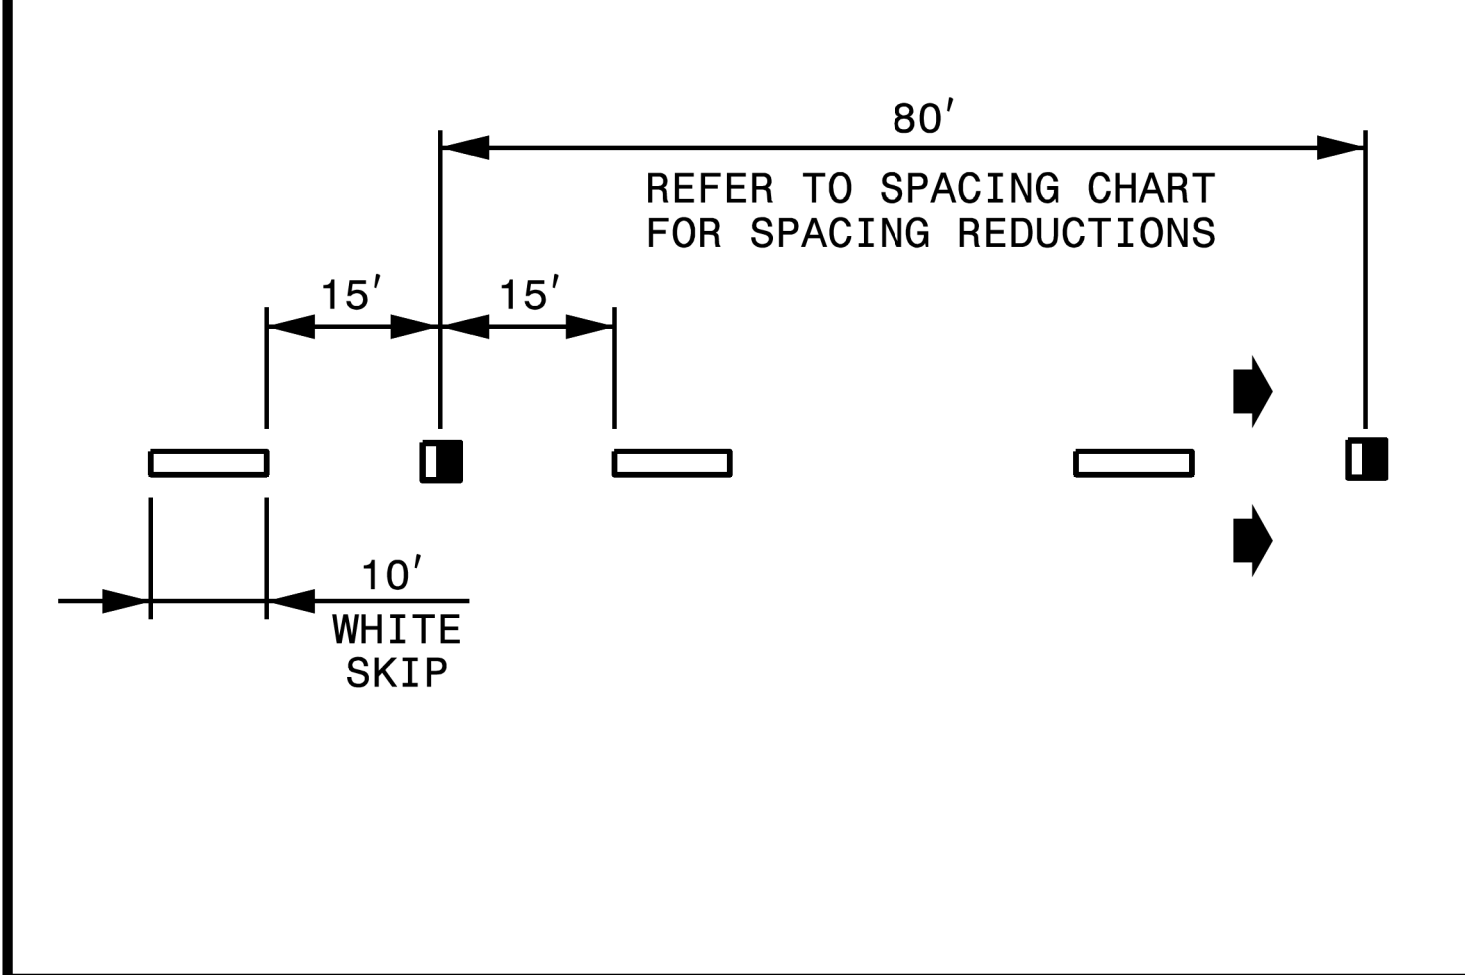 80'
REFER TO SPACING CHART
FOR SPACING REDUCTIONS
15' 15'
10'
WHITE
SKIP